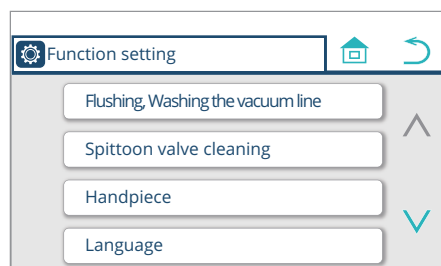 Function setting
Flushing, Washing the vacuum line
Spittoon valve cleaning
Handpiece
Language